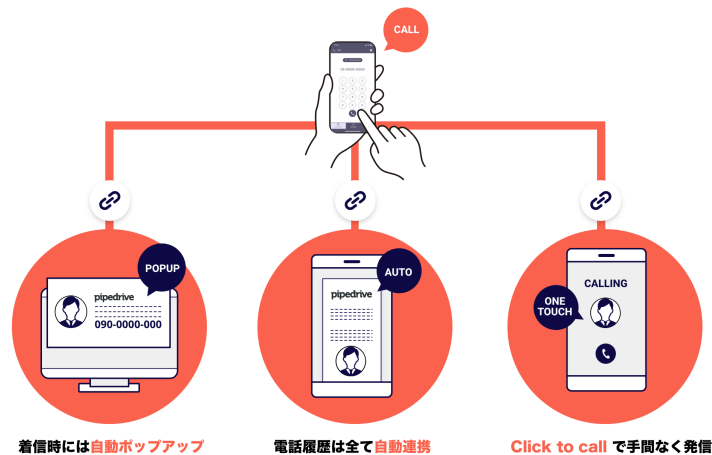 CALL
POPUP
pipedrive
090-0000-000
AUTO
pipedrive
CALLING
ONE
TOUCH
着信時には自動ポップアップ
電話履歴は全て自動連携
Click to call で手間なく発信